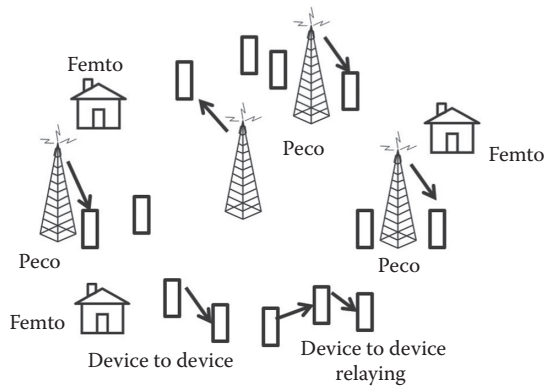 Femto
Peco
Femto
Peco
Peco
Femto
Device to device
Device to device
relaying